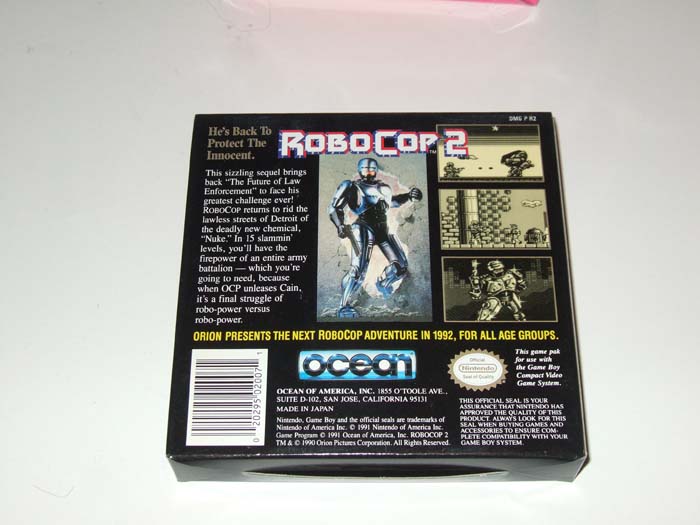 DMG P R2
He's Back To
Protect The
Innocent.
ROBOCOP 2
TM
This sizzling sequel brings
back "The Future of Law
Enforcement" to face his
greatest challenge ever!
ROBOCOP returns to rid the
lawless streets of Detroit of
the deadly new chemical,
"Nuke." In 15 slammin'
levels, you'll have the
firepower of an entire army
battalion — which you're
going to need, because
when OCP unleases Cain,
it's a final struggle of
robo-power versus
robo-power.
ORION PRESENTS THE NEXT ROBOCOP ADVENTURE IN 1992, FOR ALL AGE GROUPS.
0 20295 02007 1
ocean
OCEAN OF AMERICA, INC. 1855 O'TOOLE AVE.,
SUITE D-102, SAN JOSE, CALIFORNIA 95131
MADE IN JAPAN
Nintendo, Game Boy and the official seals are trademarks of
Nintendo of America Inc. © 1991 Nintendo of America Inc.
Game Program © 1991 Ocean of America, Inc. ROBOCOP 2
TM & © 1990 Orion Pictures Corporation. All Rights Reserved.
Official
Nintendo
Seal of Quality
This game pak
for use with
the Game Boy
Compact Video
Game System.
THIS OFFICIAL SEAL IS YOUR
ASSURANCE THAT NINTENDO HAS
APPROVED THE QUALITY OF THIS
PRODUCT. ALWAYS LOOK FOR THIS
SEAL WHEN BUYING GAMES AND
ACCESSORIES TO ENSURE COM-
PLETE COMPATIBILITY WITH YOUR
GAME BOY SYSTEM.